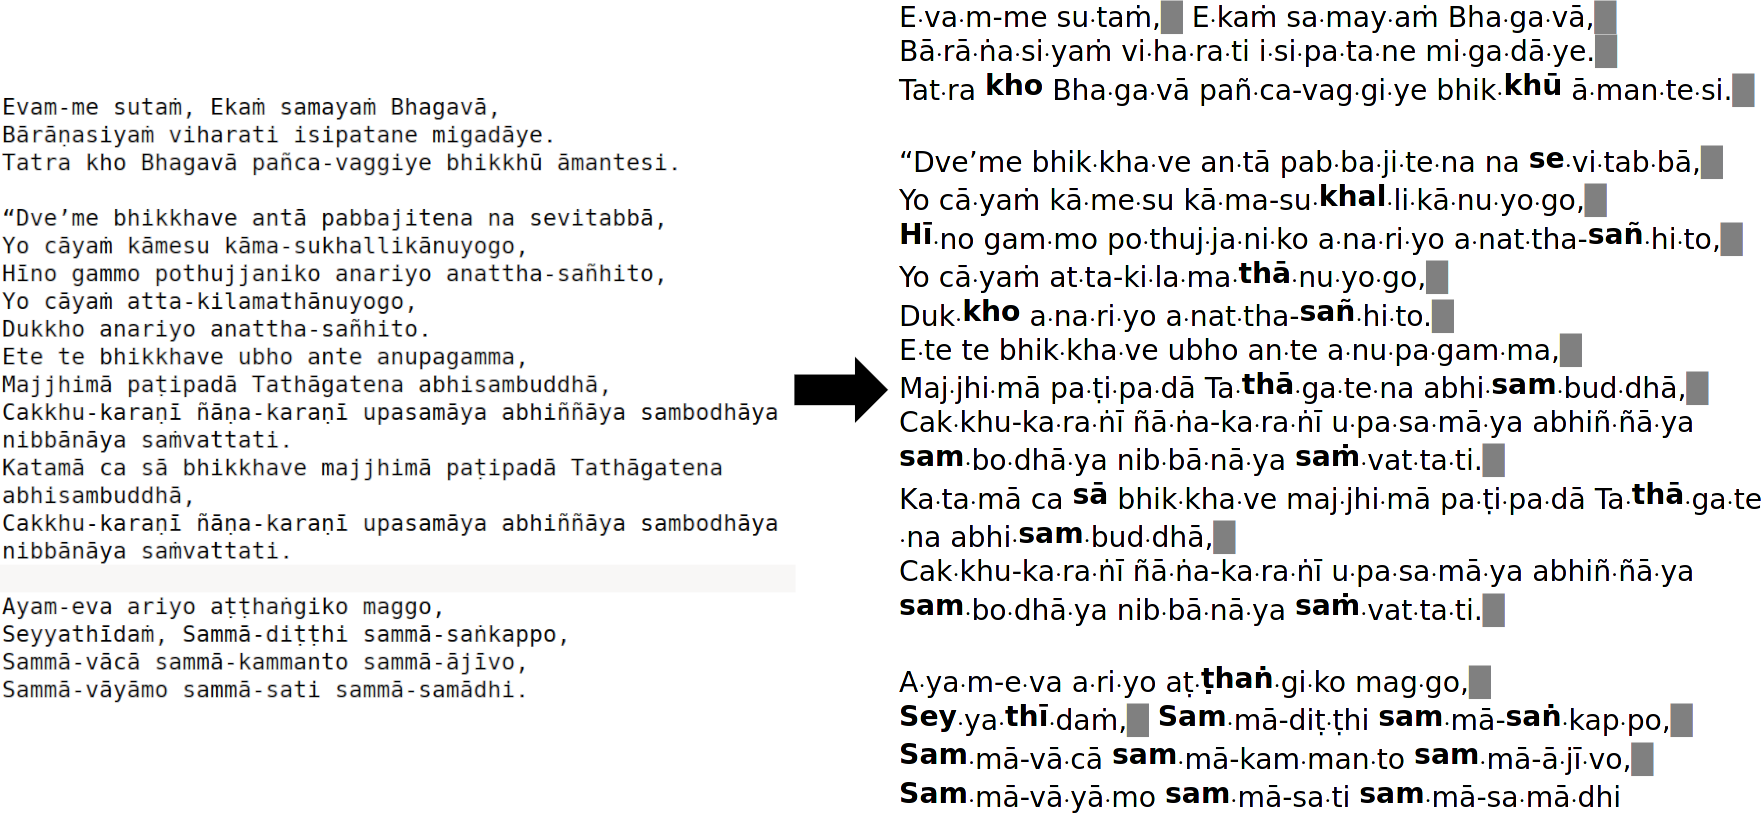 Evam-me sutaṁ, Ekaṁ samayaṁ Bhagavā,
Bārāṇasiyaṁ viharati isipatane migadāye.
Tatra kho Bhagavā pañca-vaggiye bhikkhū āmantesi.
“Dve’me bhikkhave antā pabbajitena na sevitabbā,
Yo cāyaṁ kāmesu kāma-sukhallikānuyogo,
Hīno gammo pothujjaniko anariyo anattha-sañhito,
Yo cāyaṁ atta-kilamathānuyogo,
Dukkho anariyo anattha-sañhito.
Ete te bhikkhave ubho ante anupagamma,
Majjhimā paṭipadā Tathāgatena abhisambuddhā,
Cakkhu-karaṇī ñāṇa-karaṇī upasamāya abhiññāya sambodhāya
nibbānāya saṁvattati.
Katamā ca sā bhikkhave majjhimā paṭipadā Tathāgatena
abhisambuddhā,
Cakkhu-karaṇī ñāṇa-karaṇī upasamāya abhiññāya sambodhāya
nibbānāya saṁvattati.
Ayam-eva ariyo aṭṭhaṅgiko maggo,
Seyyathīdaṁ, Sammā-diṭṭhi sammā-saṅkappo,
Sammā-vācā sammā-kammanto sammā-ājīvo,
Sammā-vāyāmo sammā-sati sammā-samādhi.
E·va·m-me su·taṁ, E·kaṁ sa·may·aṁ Bha·ga·vā,
Bā·rā·ṅa·si·yaṁ vi·ha·ra·ti i·si·pa·ta·ne mi·ga·dā·ye.
Tat·ra kho Bha·ga·vā pañ·ca-vag·gi·ye bhik·khū ā·man·te·si.
“Dve’me bhik·kha·ve an·tā pab·ba·ji·te·na na se·vi·tab·bā,
Yo cā·yaṁ kā·me·su kā·ma-su·khal·li·kā·nu·yo·go,
Hī·no gam·mo po·thuj·ja·ni·ko a·na·ri·yo a·nat·tha-sañ·hi·to,
Yo cā·yaṁ at·ta-ki·la·ma·thā·nu·yo·go,
Duk·kho a·na·ri·yo a·nat·tha-sañ·hi·to.
E·te te bhik·kha·ve ubho an·te a·nu·pa·gam·ma,
Maj·jhi·mā pa·ṭi·pa·dā Ta·thā·ga·te·na abhi·sam·bud·dhā,
Cak·khu-ka·ra·ṅī ñā·ṅa-ka·ra·ṅī u·pa·sa·mā·ya abhiñ·ñā·ya
sam·bo·dhā·ya nib·bā·nā·ya saṁ·vat·ta·ti.
Ka·ta·mā ca sā bhik·kha·ve maj·jhi·mā pa·ṭi·pa·dā Ta·thā·ga·te
·na abhi·sam·bud·dhā,
Cak·khu-ka·ra·ṅī ñā·ṅa-ka·ra·ṅī u·pa·sa·mā·ya abhiñ·ñā·ya
sam·bo·dhā·ya nib·bā·nā·ya saṁ·vat·ta·ti.
A·ya·m-e·va a·ri·yo aṭ·ṭhaṅ·gi·ko mag·go,
Sey·ya·thī·daṁ, Sam·mā-diṭ·ṭhi sam·mā-saṅ·kap·po,
Sam·mā-vā·cā sam·mā-kam·man·to sam·mā-ā·jī·vo,
Sam·mā-vā·yā·mo sam·mā-sa·ti sam·mā-sa·mā·dhi